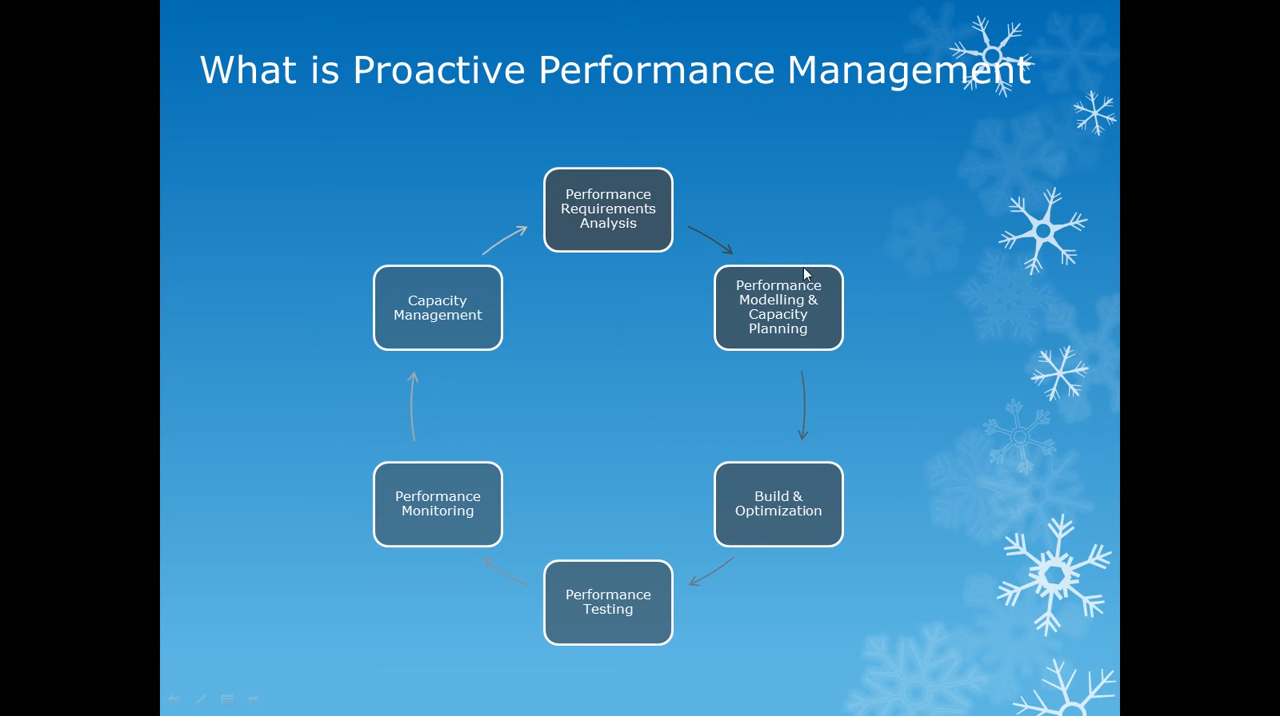 What is Proactive Performance Management
Performance
Requirements
Analysis
Performance
Modelling &
Capacity
Planning
Build &
Optimization
Performance
Testing
Performance
Monitoring
Capacity
Management